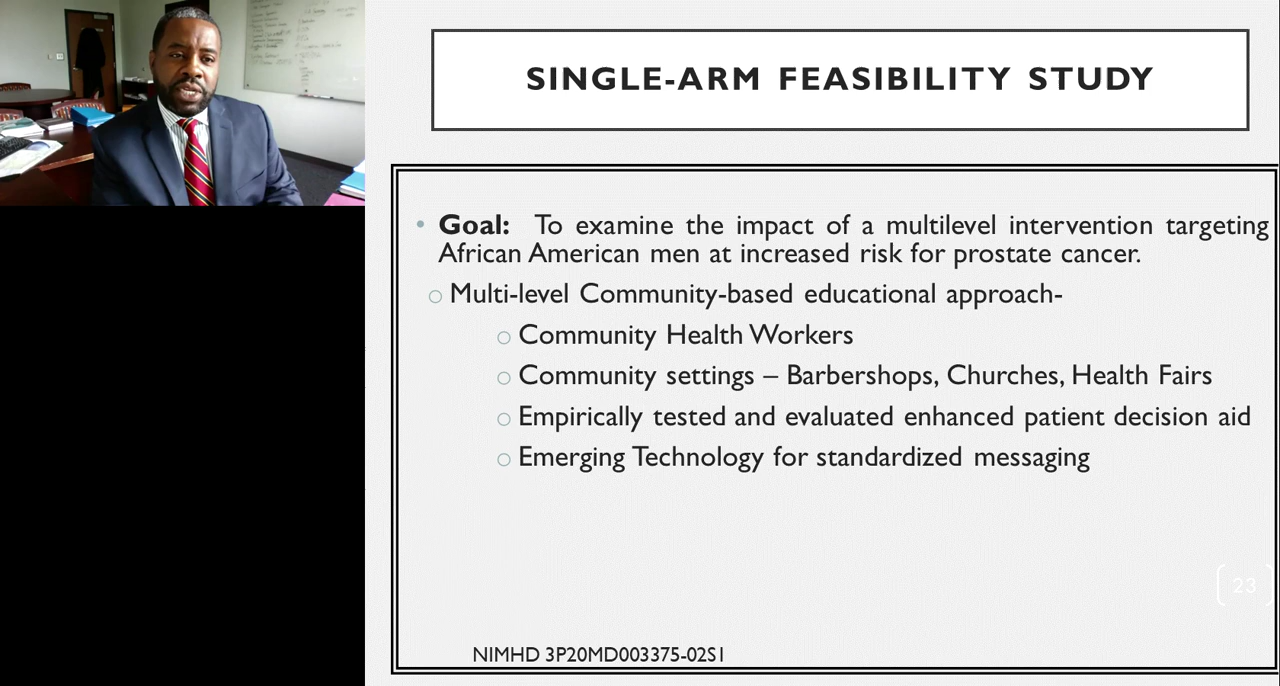 SINGLE-ARM FEASIBILITY STUDY
• Goal: To examine the impact of a multilevel intervention targeting
African American men at increased risk for prostate cancer.
○ Multi-level Community-based educational approach-
○ Community Health Workers
○ Community settings – Barbershops, Churches, Health Fairs
○ Empirically tested and evaluated enhanced patient decision aid
○ Emerging Technology for standardized messaging
23
NIMHD 3P20MD003375-02S1